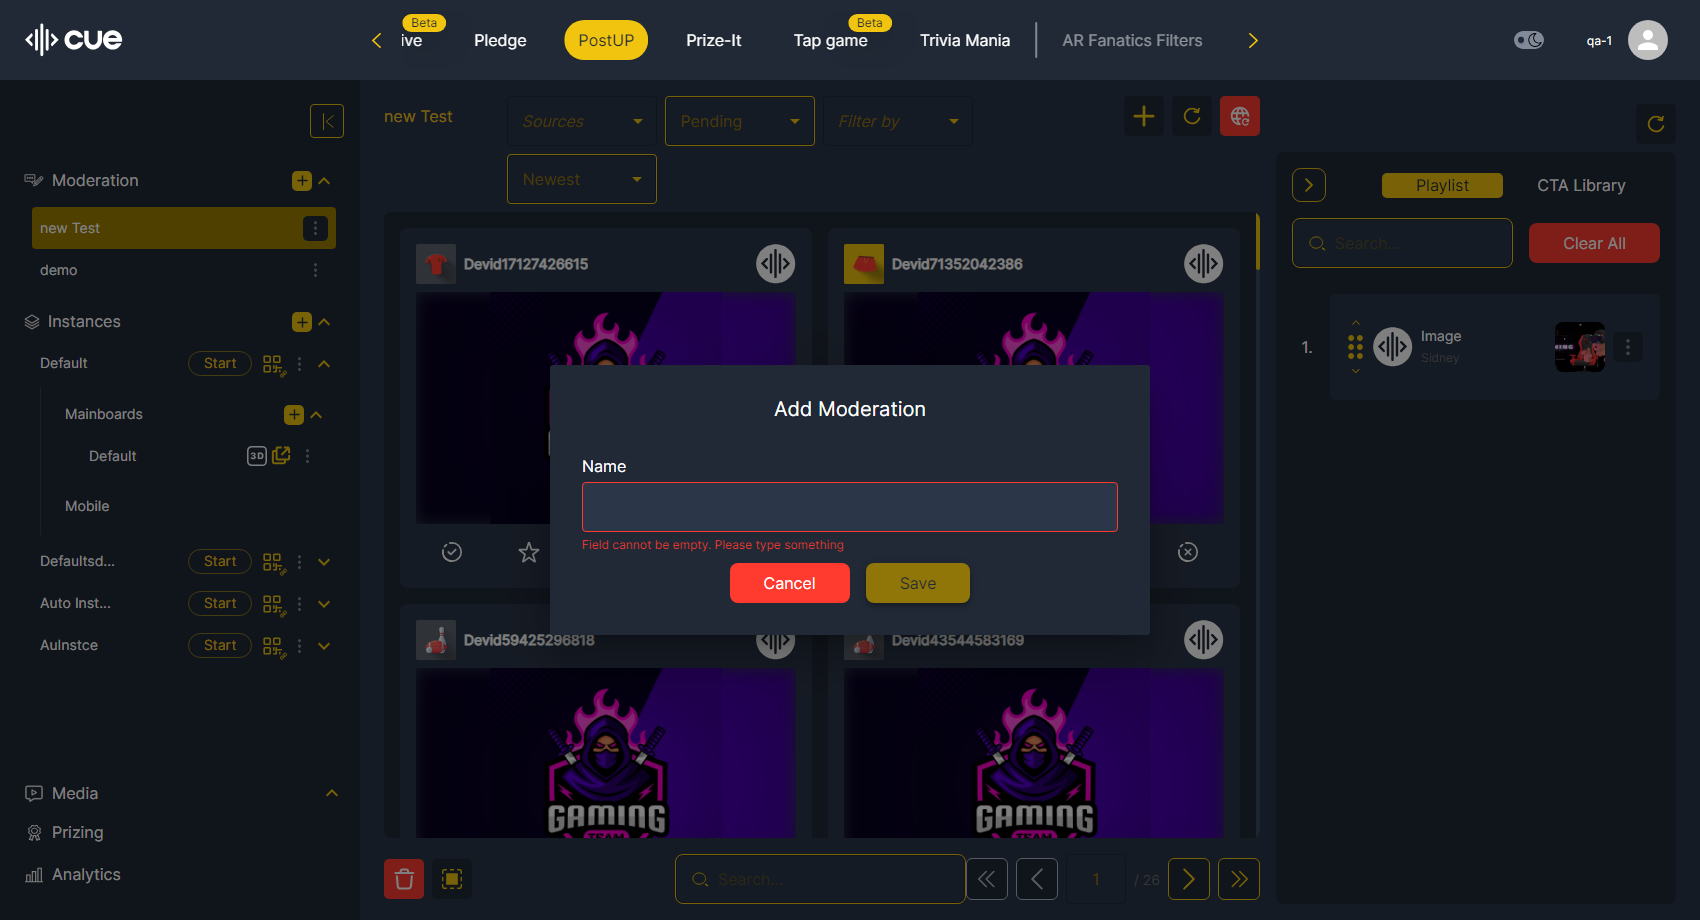 cue
Beta
ive
Pledge
PostUP
Prize-It
Beta
Tap game
Trivia Mania
AR Fanatics Filters
qa-1
Moderation
new Test
demo
Instances
Default
Start
Mainboards
Default
3D
Mobile
Defaultsd...
Start
Auto Inst...
Start
AuInstce
Start
Media
Prizing
Analytics
new Test
Sources
Pending
Filter by
Newest
Devid17127426615
Devid71352042386
Add Moderation
Name
Field cannot be empty. Please type something
Cancel
Save
Devid59425296818
Devid43544583169
GAMING
TEAM
GAMING
TEAM
Search...
1
/ 26
Playlist
CTA Library
Search...
Clear All
1.
Image
Sidney